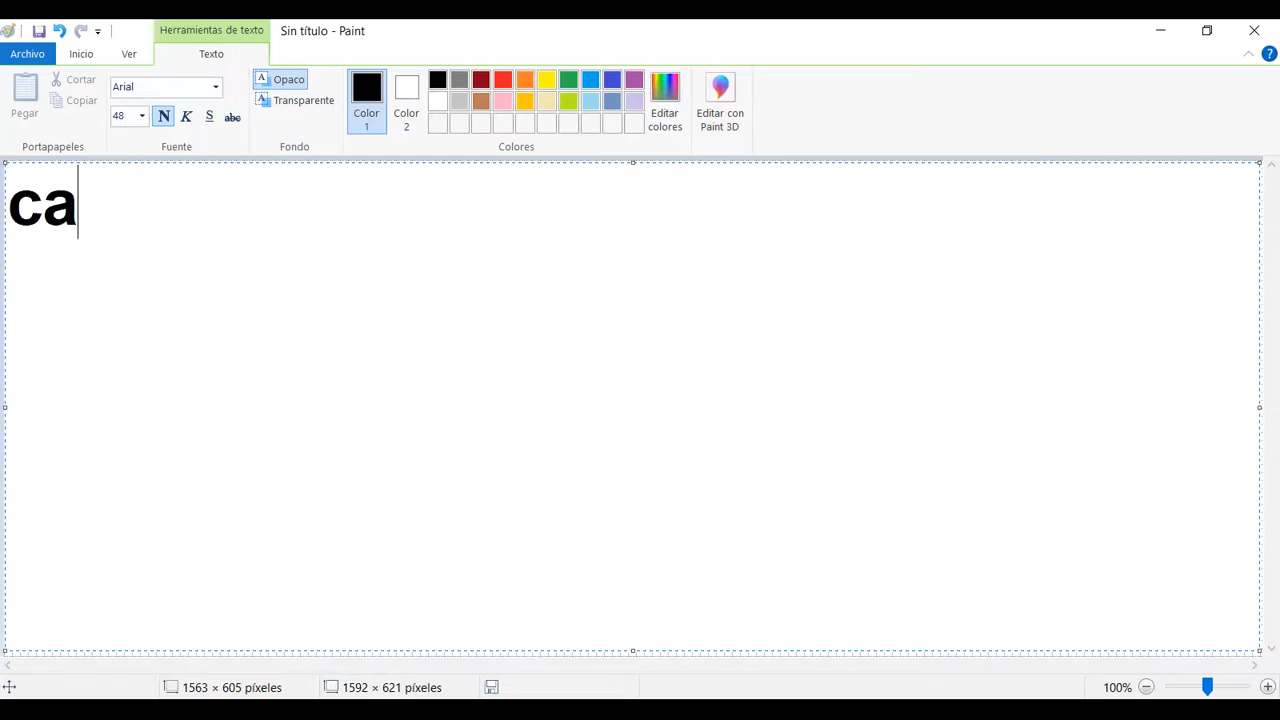 Herramientas de texto
Sin título - Paint
Archivo
Inicio
Ver
Texto
Pegar
Cortar
Copiar
Portapapeles
Arial
48
N K S abc
Fuente
Opaco
Transparente
Fondo
Color 1
Color 2
Editar colores
Colores
Editar con Paint 3D
ca
1563 × 605 píxeles
1592 × 621 píxeles
100%